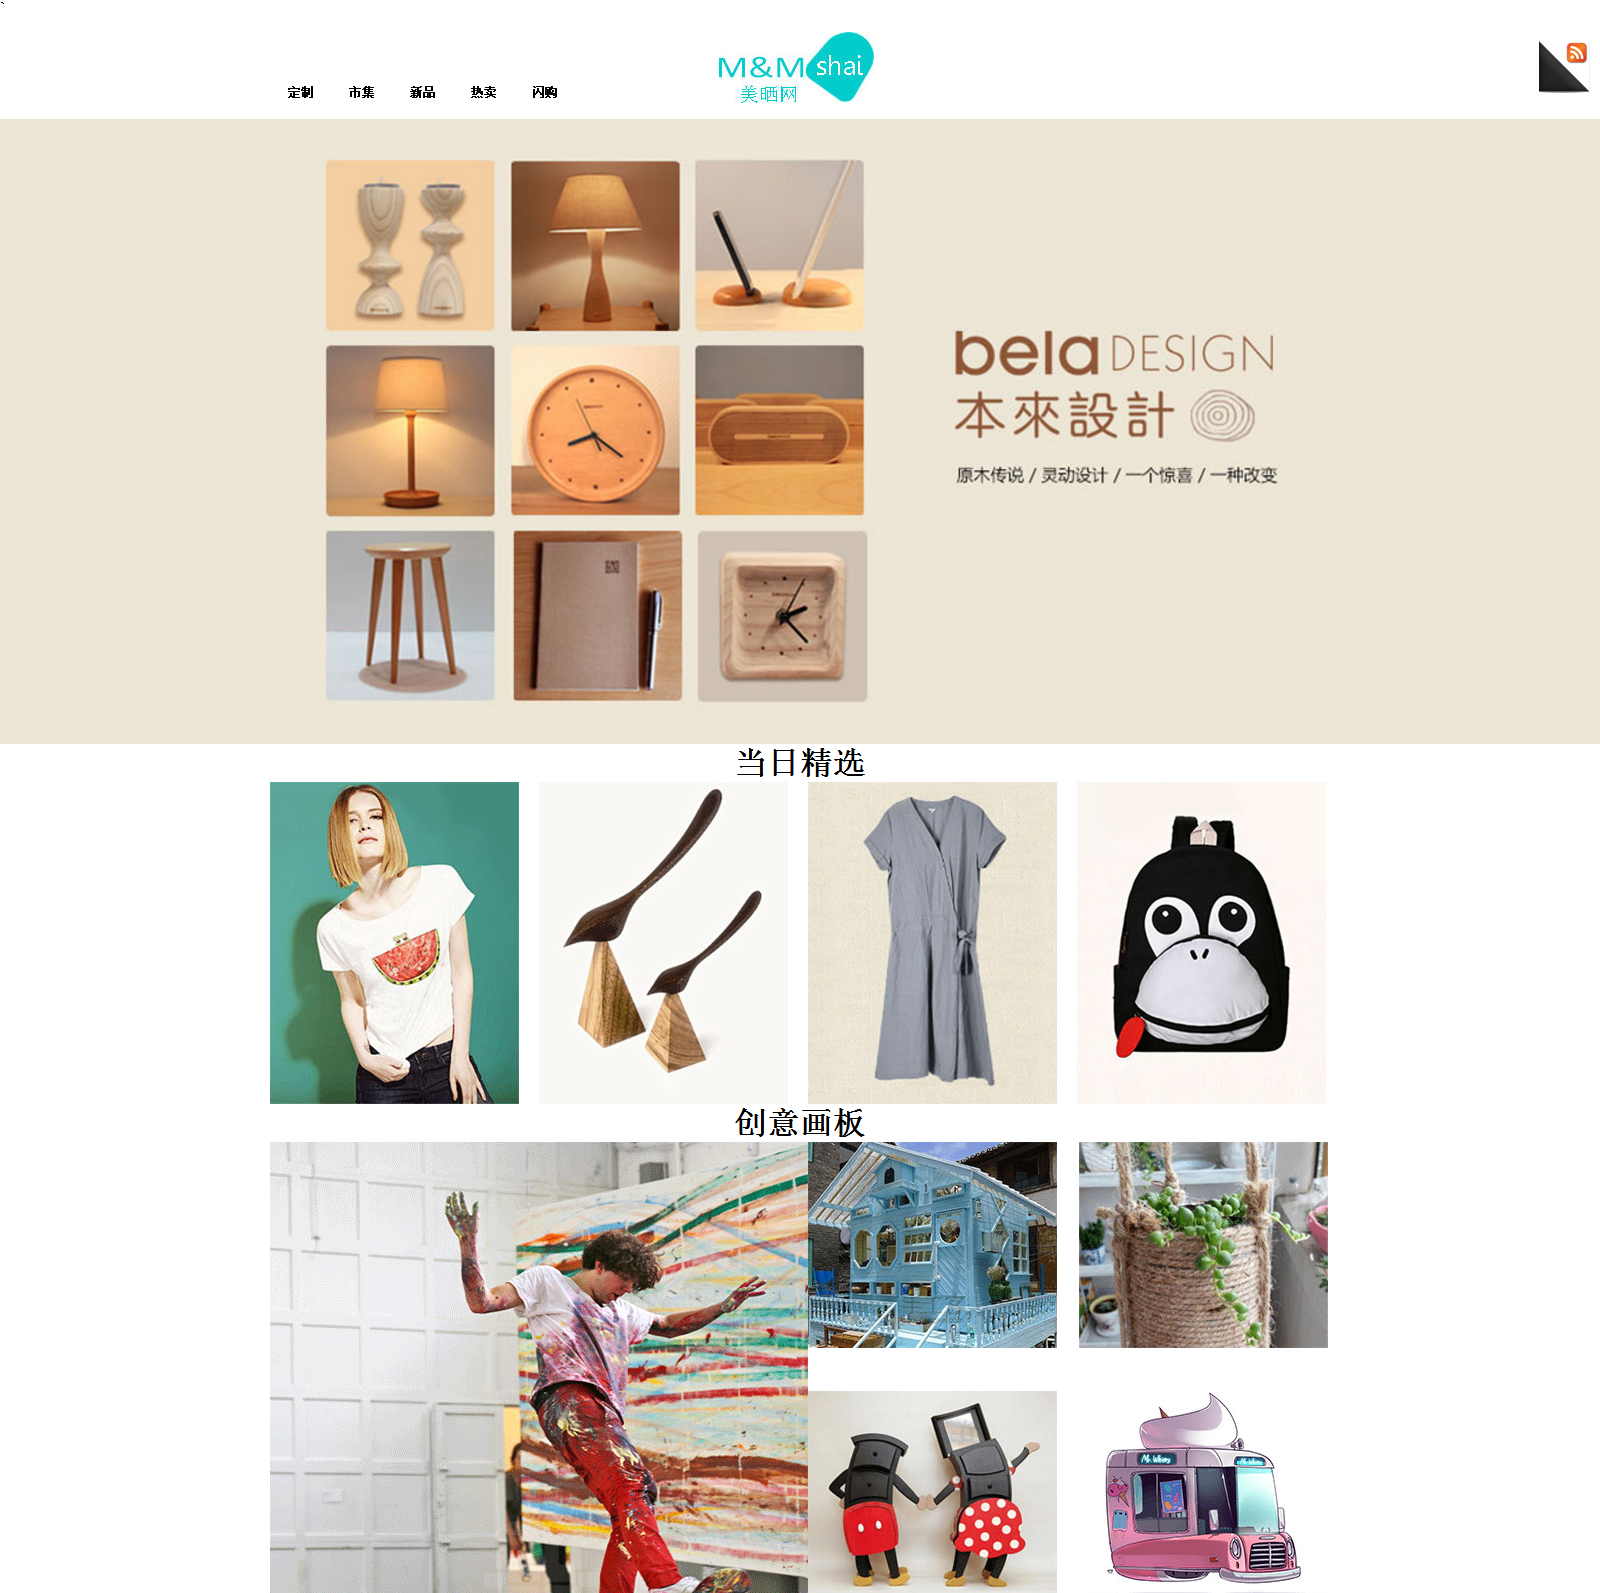 `
M&M shai
美晒网
定制 市集 新品 热卖 闪购
bela DESIGN
本來設計
原木传说 / 灵动设计 / 一个惊喜 / 一种改变
当日精选
创意画板